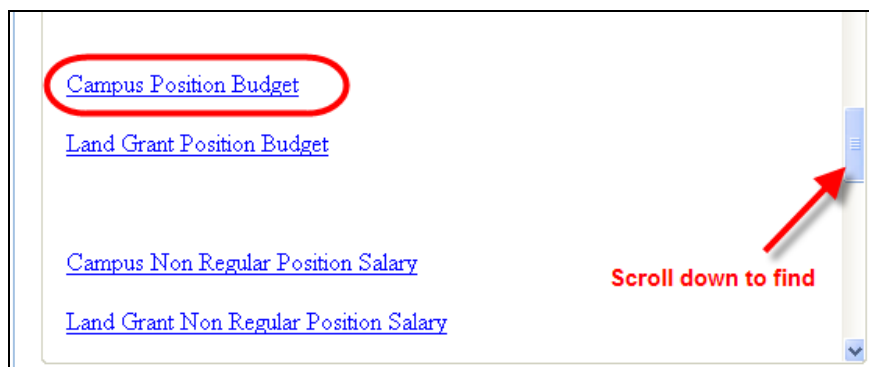 Campus Position Budget
Land Grant Position Budget
Campus Non Regular Position Salary
Scroll down to find
Land Grant Non Regular Position Salary